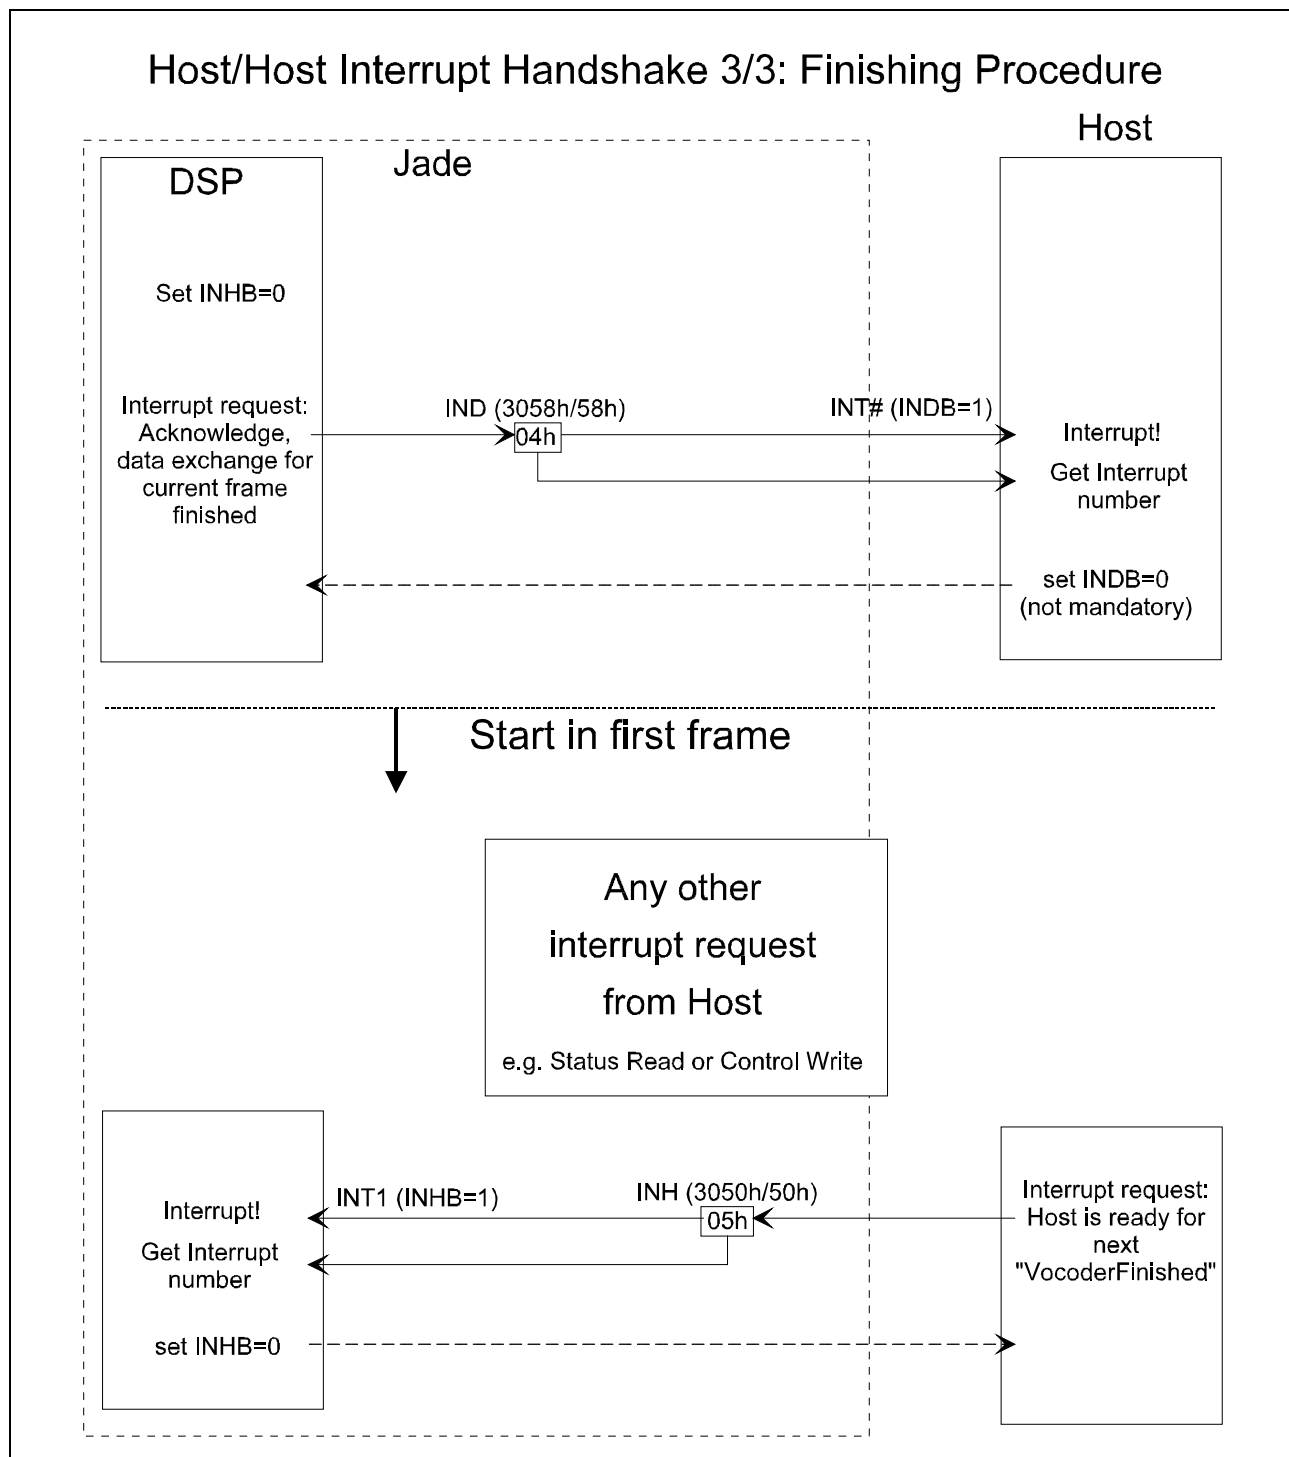 Host/Host Interrupt Handshake 3/3: Finishing Procedure
Host
Jade
DSP
Set INHB=0
Interrupt request:
Acknowledge,
data exchange for
current frame
finished
IND (3058h/58h)
04h
INT# (INDB=1)
Interrupt!
Get Interrupt
number
set INDB=0
(not mandatory)
Start in first frame
Any other
interrupt request
from Host
e.g. Status Read or Control Write
Interrupt!
Get Interrupt
number
set INHB=0
INT1 (INHB=1)
INH (3050h/50h)
05h
Interrupt request:
Host is ready for
next
"VocoderFinished"